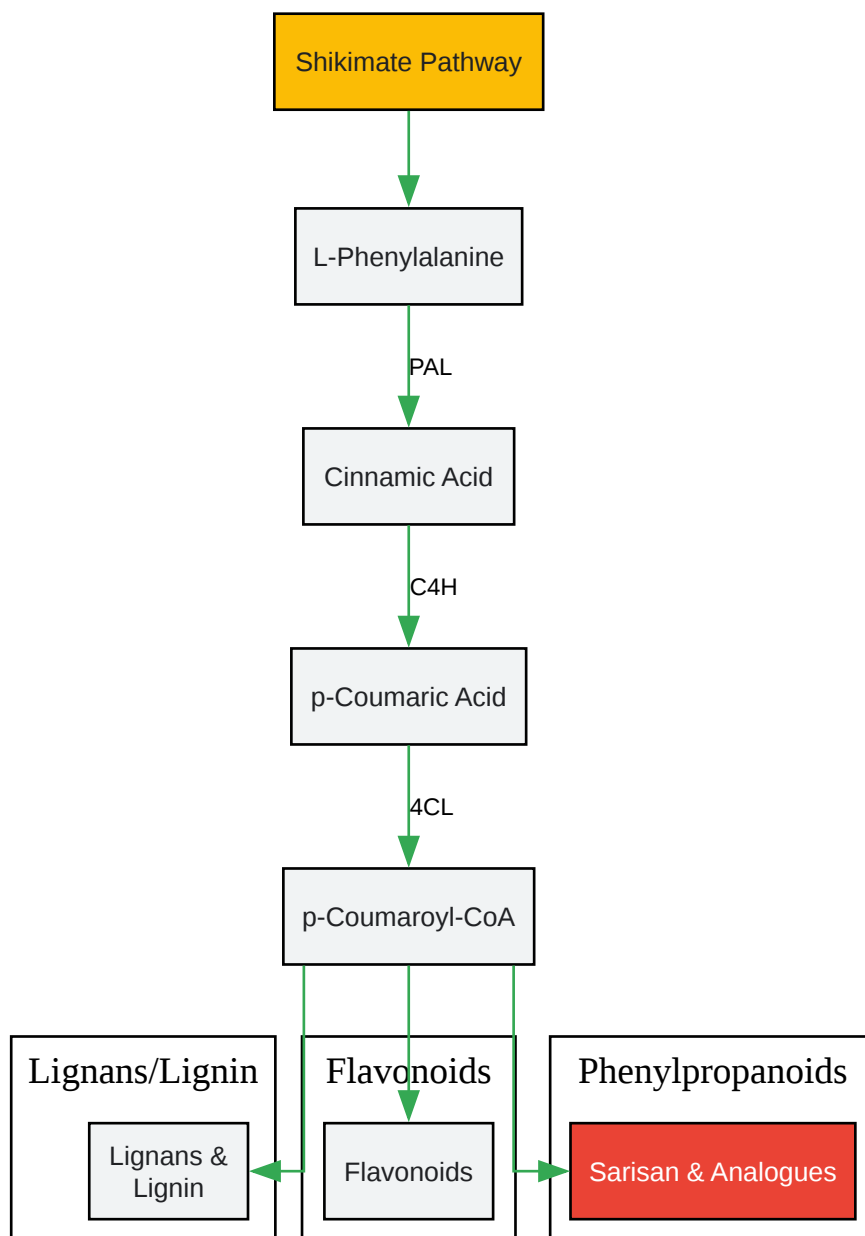 Shikimate Pathway
L-Phenylalanine
PAL
Cinnamic Acid
C4H
p-Coumaric Acid
4CL
p-Coumaroyl-CoA
Lignans/Lignin
Flavonoids
Phenylpropanoids
Lignans &
Lignin
Flavonoids
Sarisan & Analogues